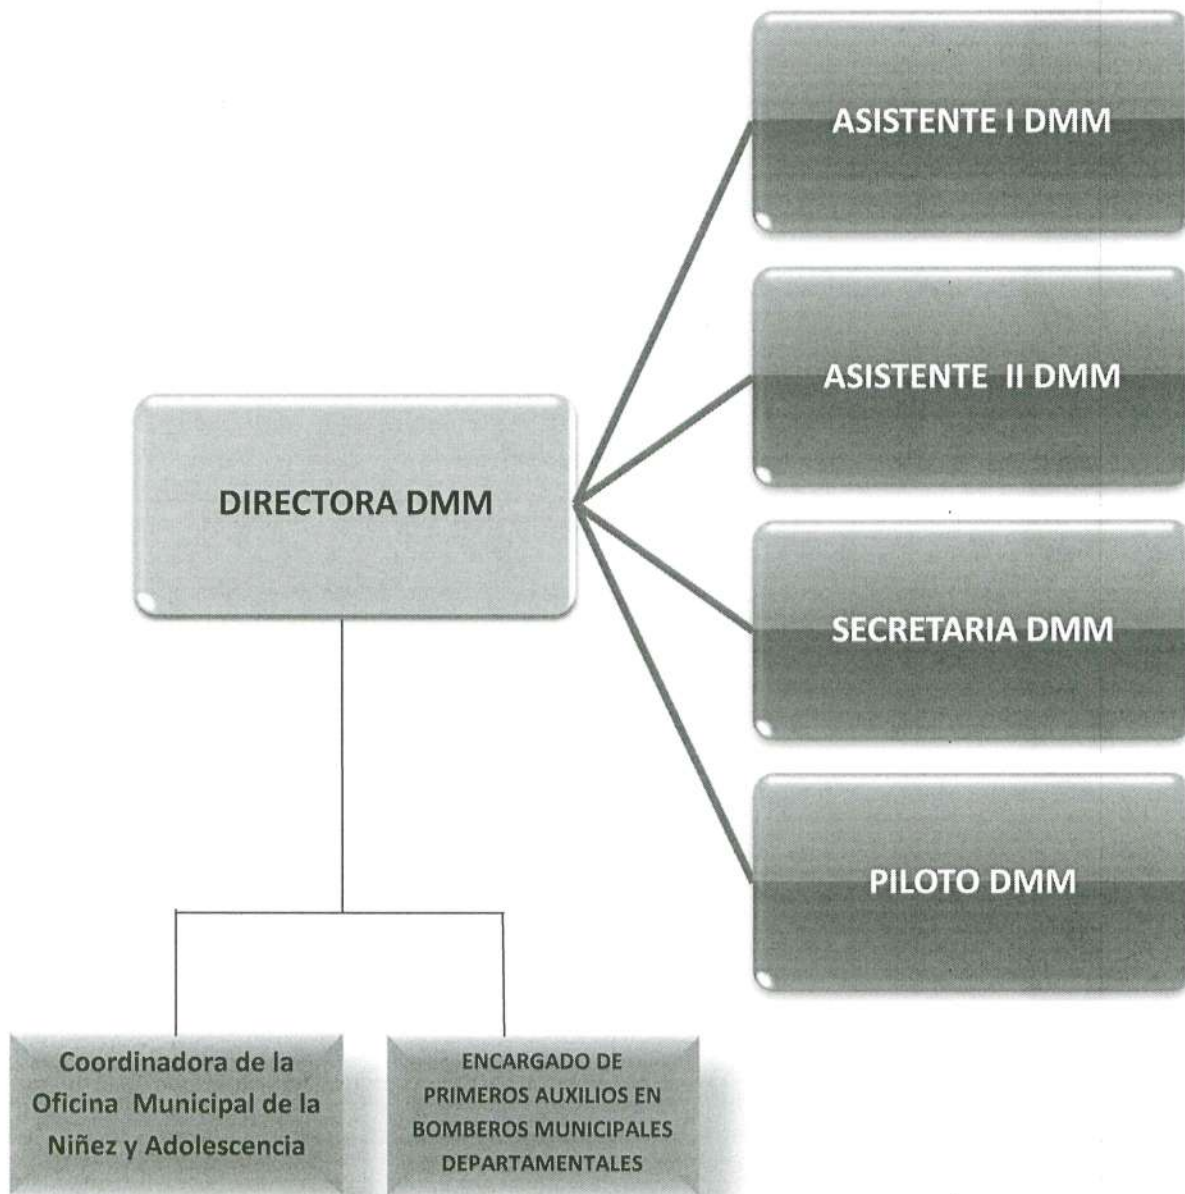 ASISTENTE I DMM
ASISTENTE II DMM
DIRECTORA DMM
SECRETARIA DMM
PILOTO DMM
Coordinadora de la
Oficina Municipal de la
Niñez y Adolescencia
ENCARGADO DE
PRIMEROS AUXILIOS EN
BOMBEROS MUNICIPALES
DEPARTAMENTALES